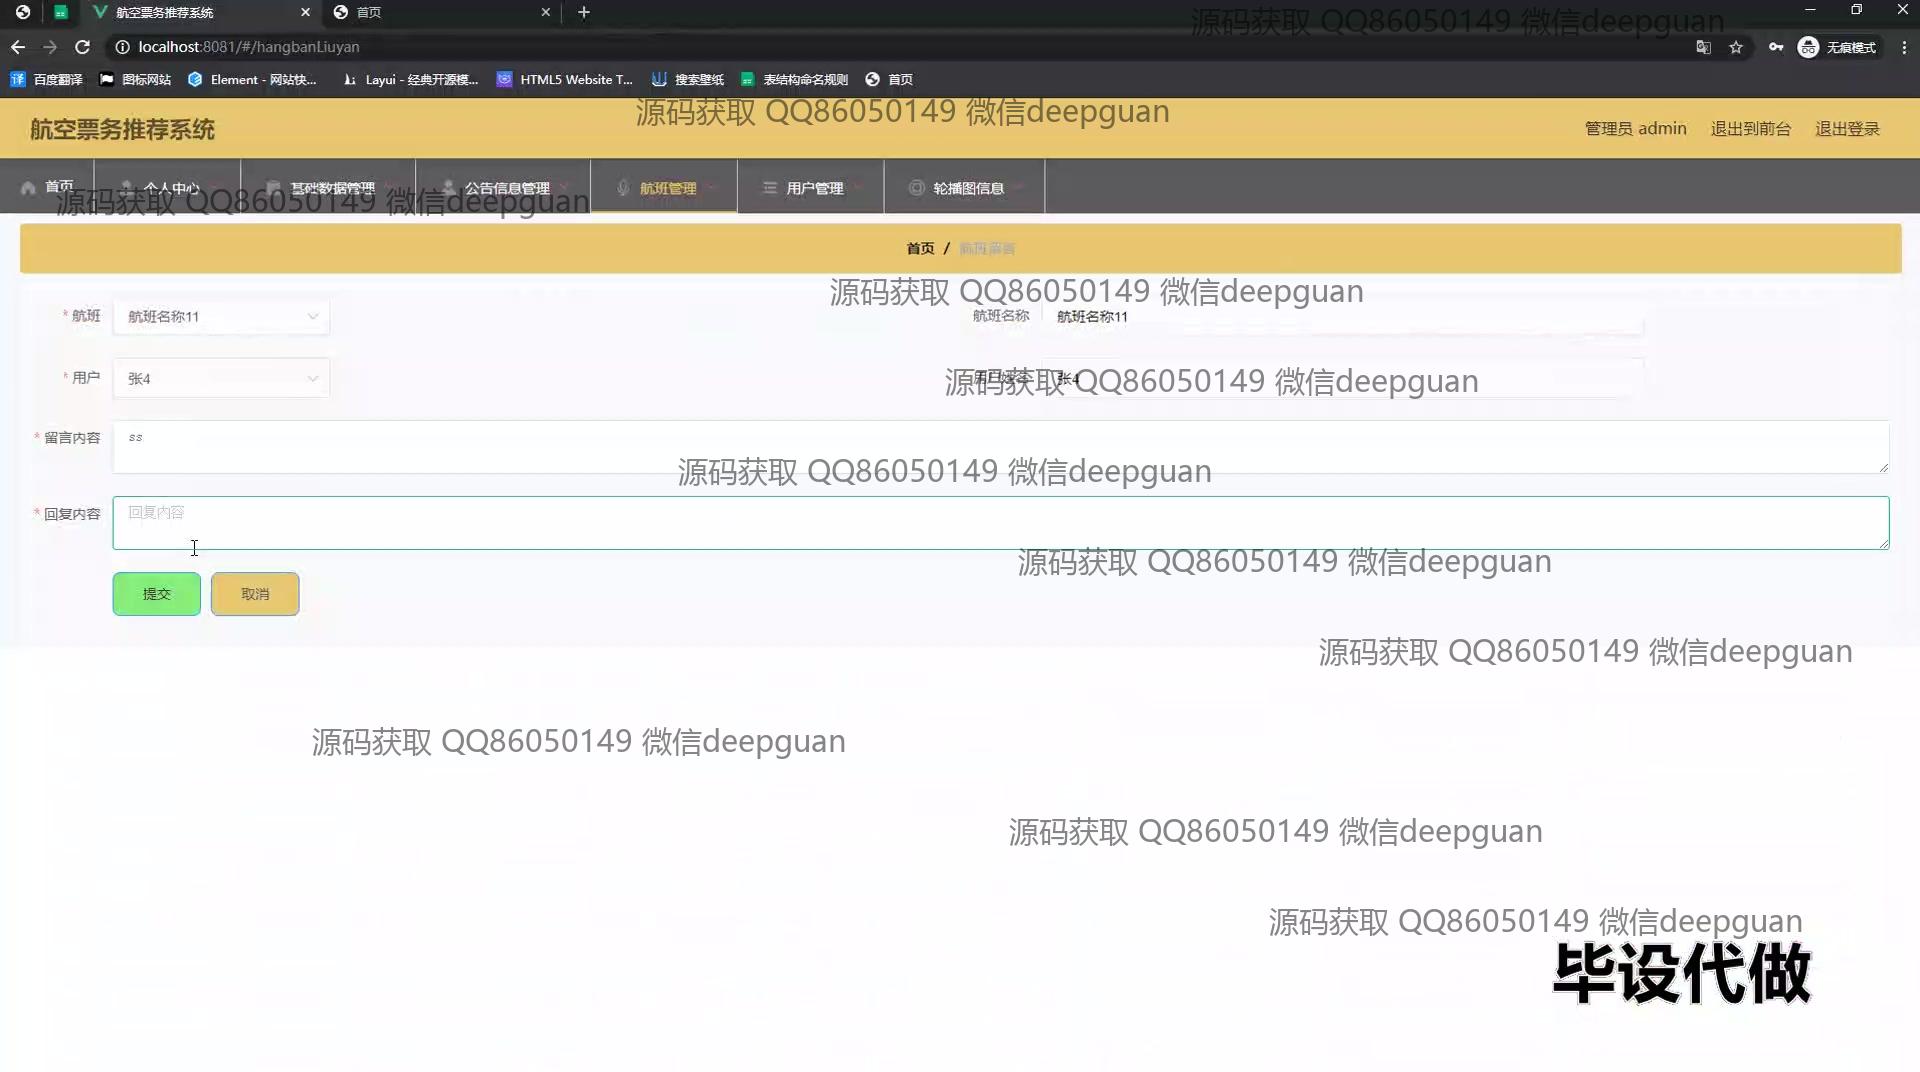 航空票务推荐系统
首页
源码获取 QQ86050149 微信deepguan
localhost:8081/#/hangbanLiuyan
无痕模式
百度翻译
图标网站
Element - 网站快...
Layui - 经典开源模...
HTML5 Website T...
搜索壁纸
表结构命名规则
首页
源码获取 QQ86050149 微信deepguan
航空票务推荐系统
管理员 admin
退出到前台
退出登录
首页
个人中心
基础数据管理
公告信息管理
航班管理
用户管理
轮播图信息
源码获取 QQ86050149 微信deepguan
首页 / 航班留言
源码获取 QQ86050149 微信deepguan
* 航班 航班名称11
航班名称 航班名称11
* 用户 张4
用户姓名 张4
源码获取 QQ86050149 微信deepguan
* 留言内容 ss
源码获取 QQ86050149 微信deepguan
* 回复内容 回复内容
源码获取 QQ86050149 微信deepguan
提交
取消
源码获取 QQ86050149 微信deepguan
源码获取 QQ86050149 微信deepguan
源码获取 QQ86050149 微信deepguan
源码获取 QQ86050149 微信deepguan
毕设代做